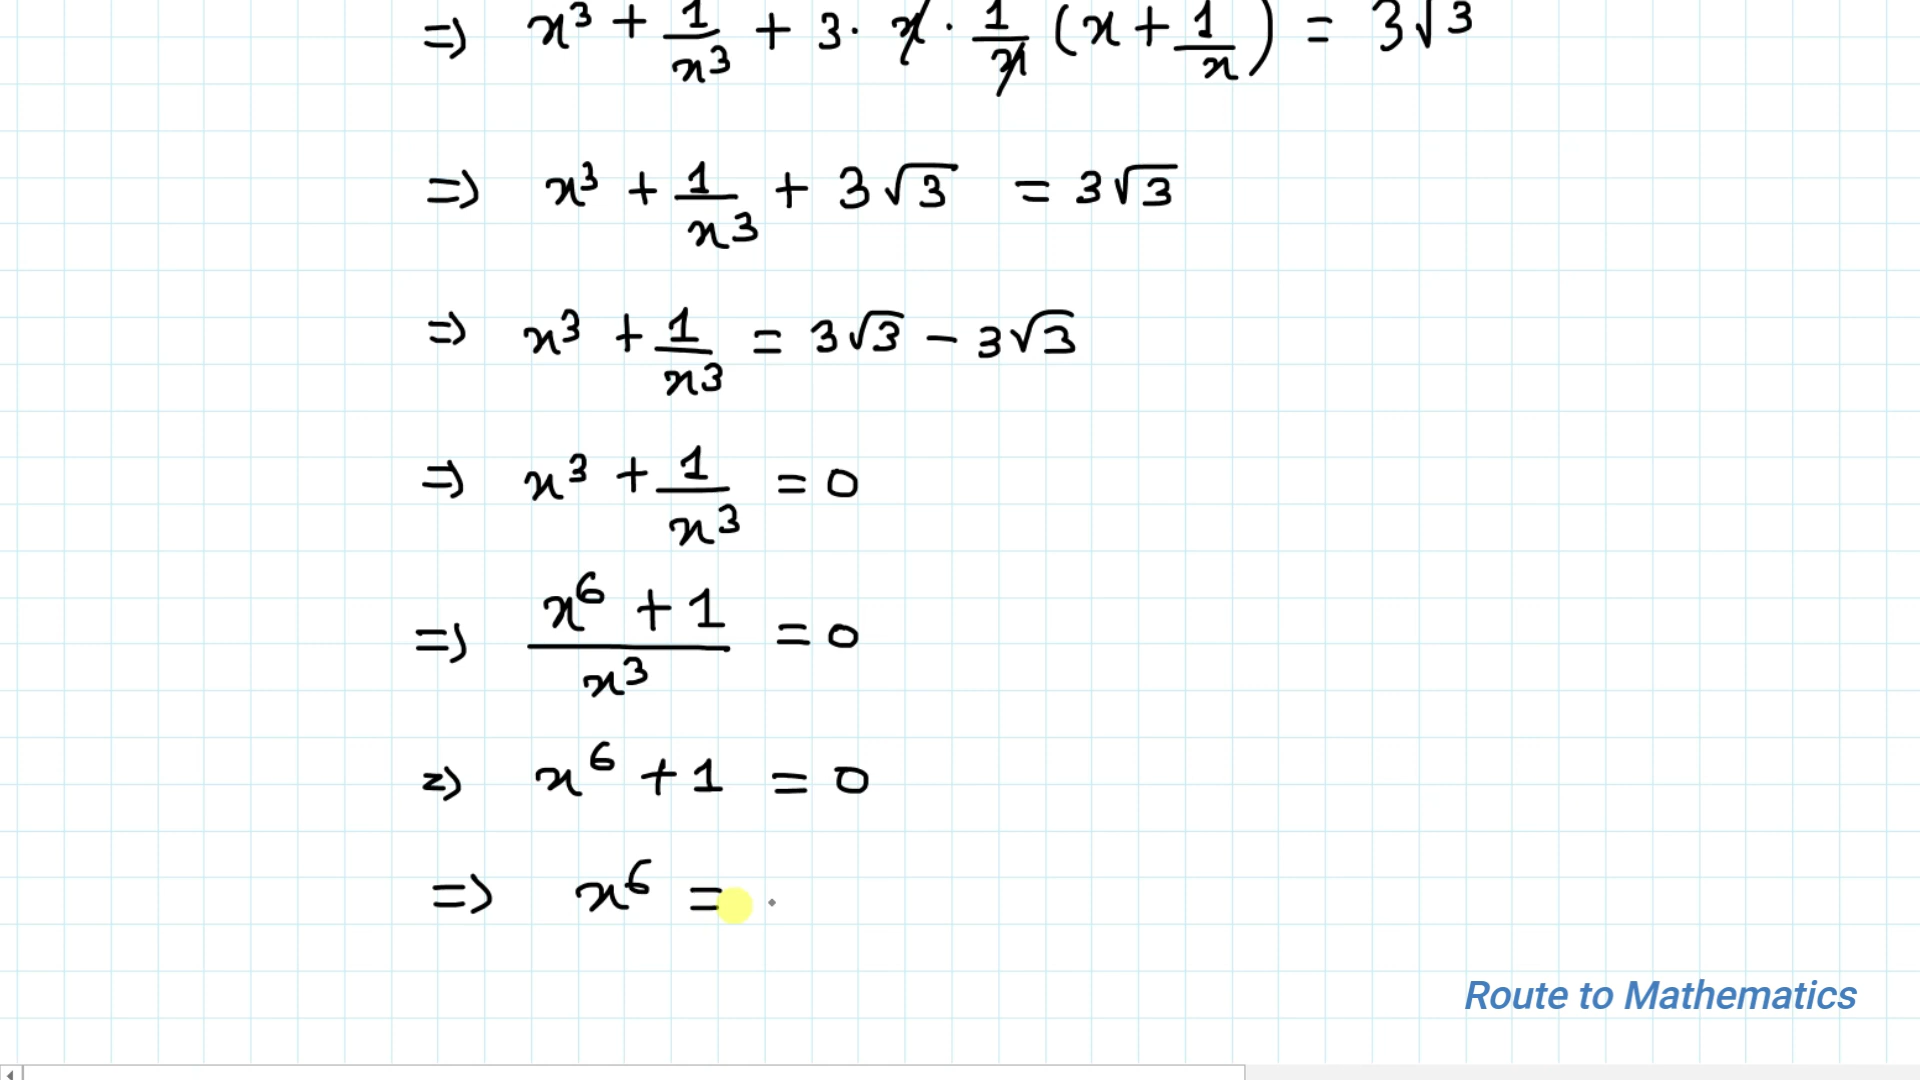 => x³ + 1/x³ + 3 · x · 1/x (x + 1/x) = 3√3
=> x³ + 1/x³ + 3√3 = 3√3
=> x³ + 1/x³ = 3√3 - 3√3
=> x³ + 1/x³ = 0
=> x⁶ + 1 / x³ = 0
=> x⁶ + 1 = 0
=> x⁶ =
Route to Mathematics